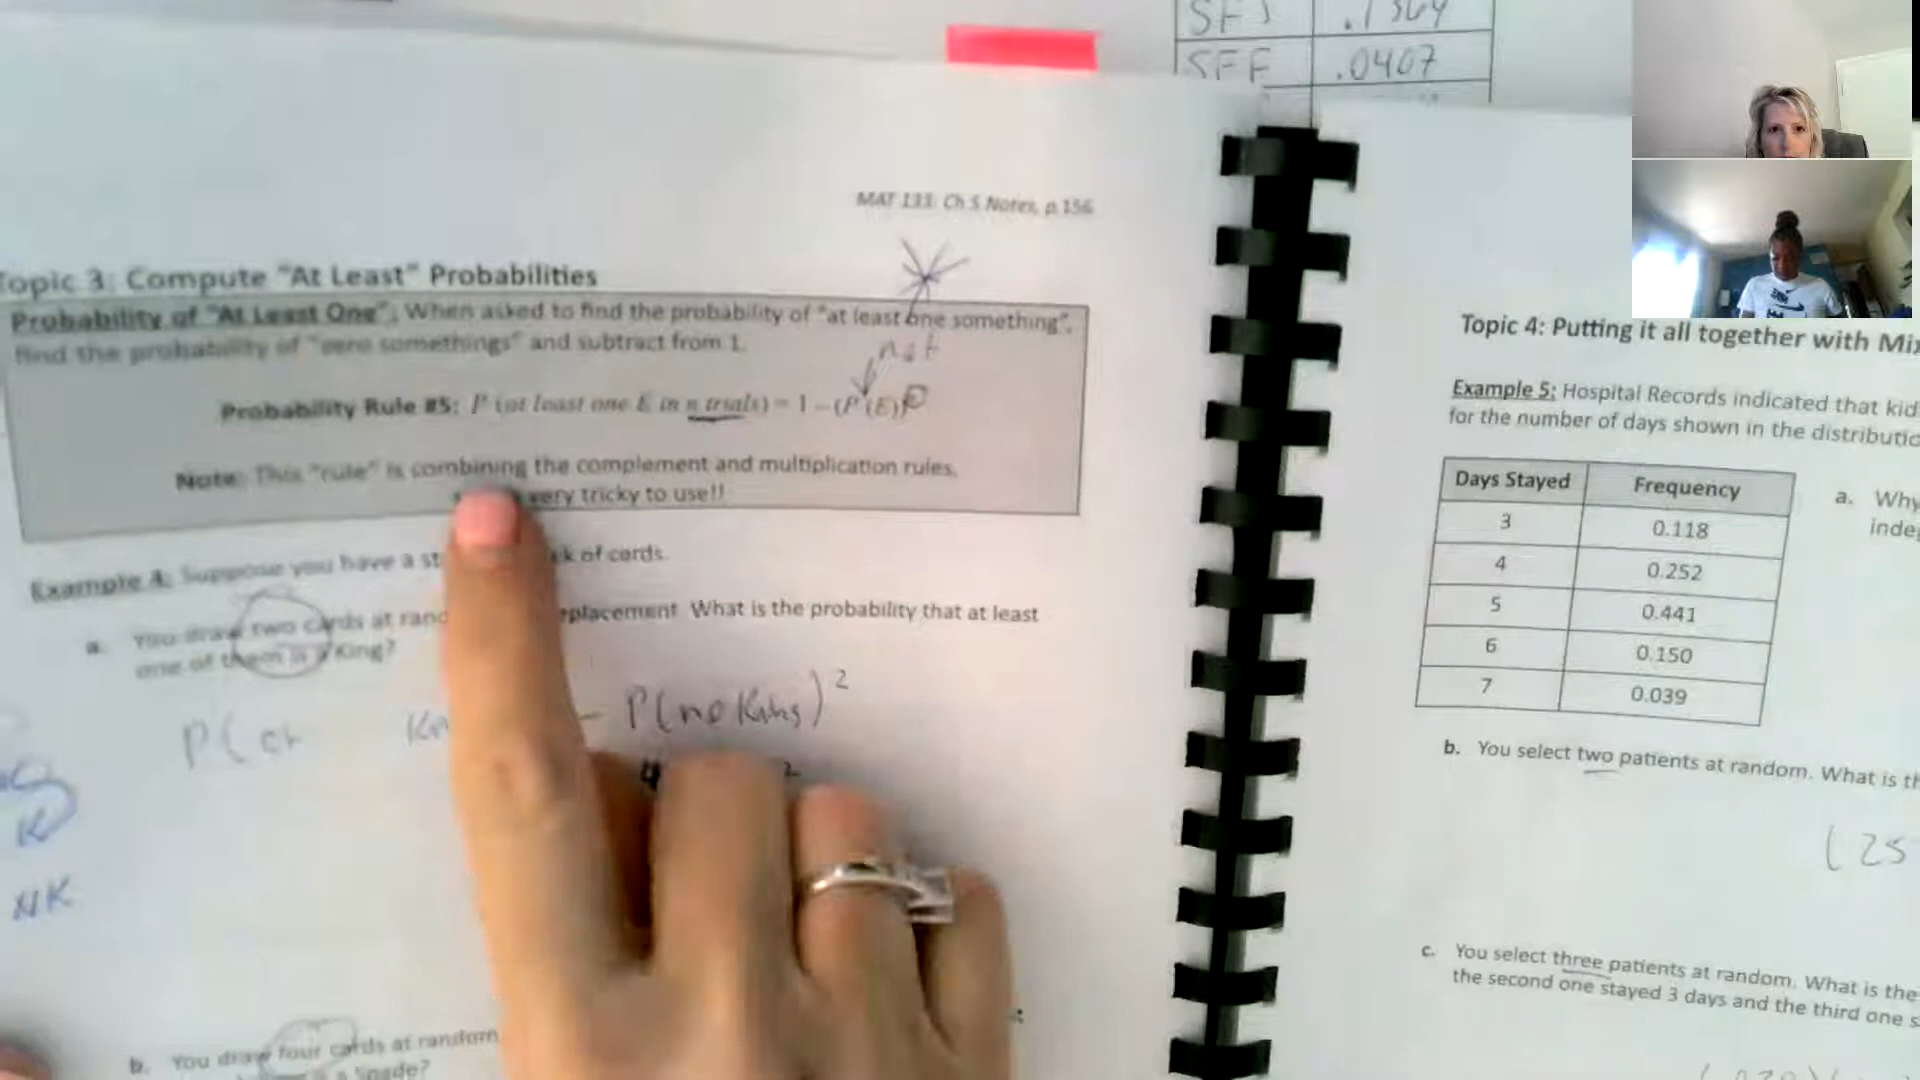 SFS .1364
SFF .0407
MAT 133: Ch 5 Notes, p.156
Topic 3: Compute "At Least" Probabilities
Probability of "At Least One": When asked to find the probability of "at least one something",
find the probability of "zero somethings" and subtract from 1.
not
Probability Rule #5: P (at least one E in n trials) = 1 – (P (E))
Note: This "rule" is combining the complement and multiplication rules.
very tricky to use!!
Example 4: Suppose you have a st k of cards.
a. You draw two cards at rand placement. What is the probability that at least
one of them is a King?
P( – P(no Kings)²
4 2
K
NK
b. You draw four cards at random
is a Spade?
Topic 4: Putting it all together with Mix
Example 5: Hospital Records indicated that kid
for the number of days shown in the distributio
Days Stayed Frequency
3 0.118
4 0.252
5 0.441
6 0.150
7 0.039
a. Why
inde
b. You select two patients at random. What is th
(25
c. You select three patients at random. What is the
the second one stayed 3 days and the third one s